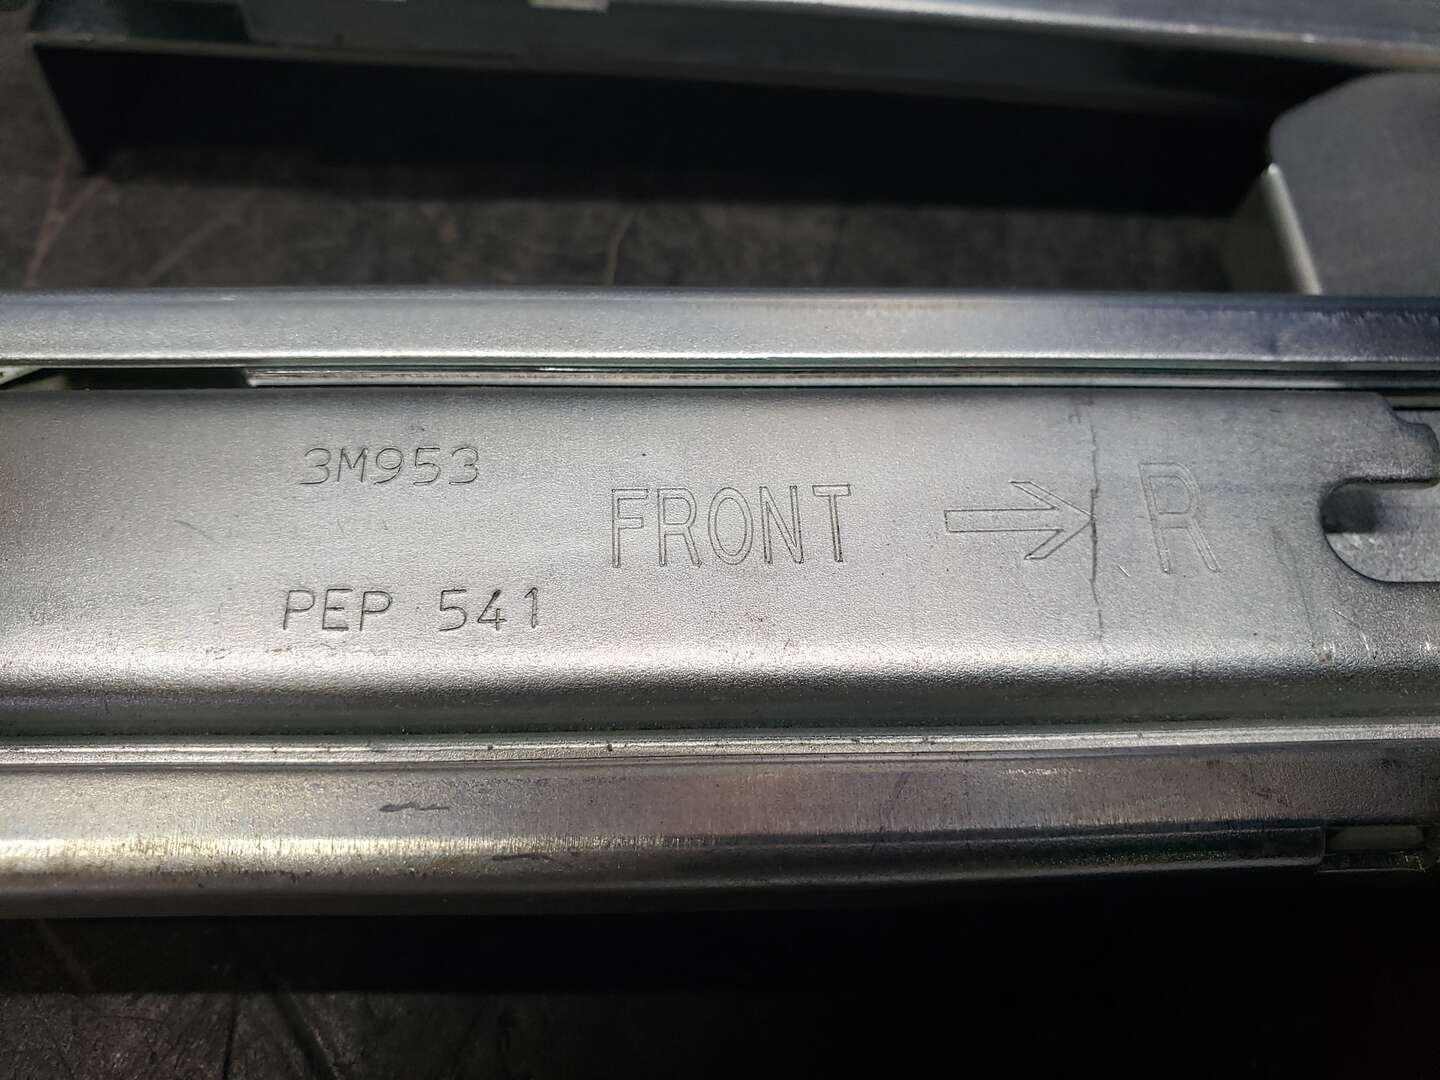 3M953
FRONT → R
PEP 541